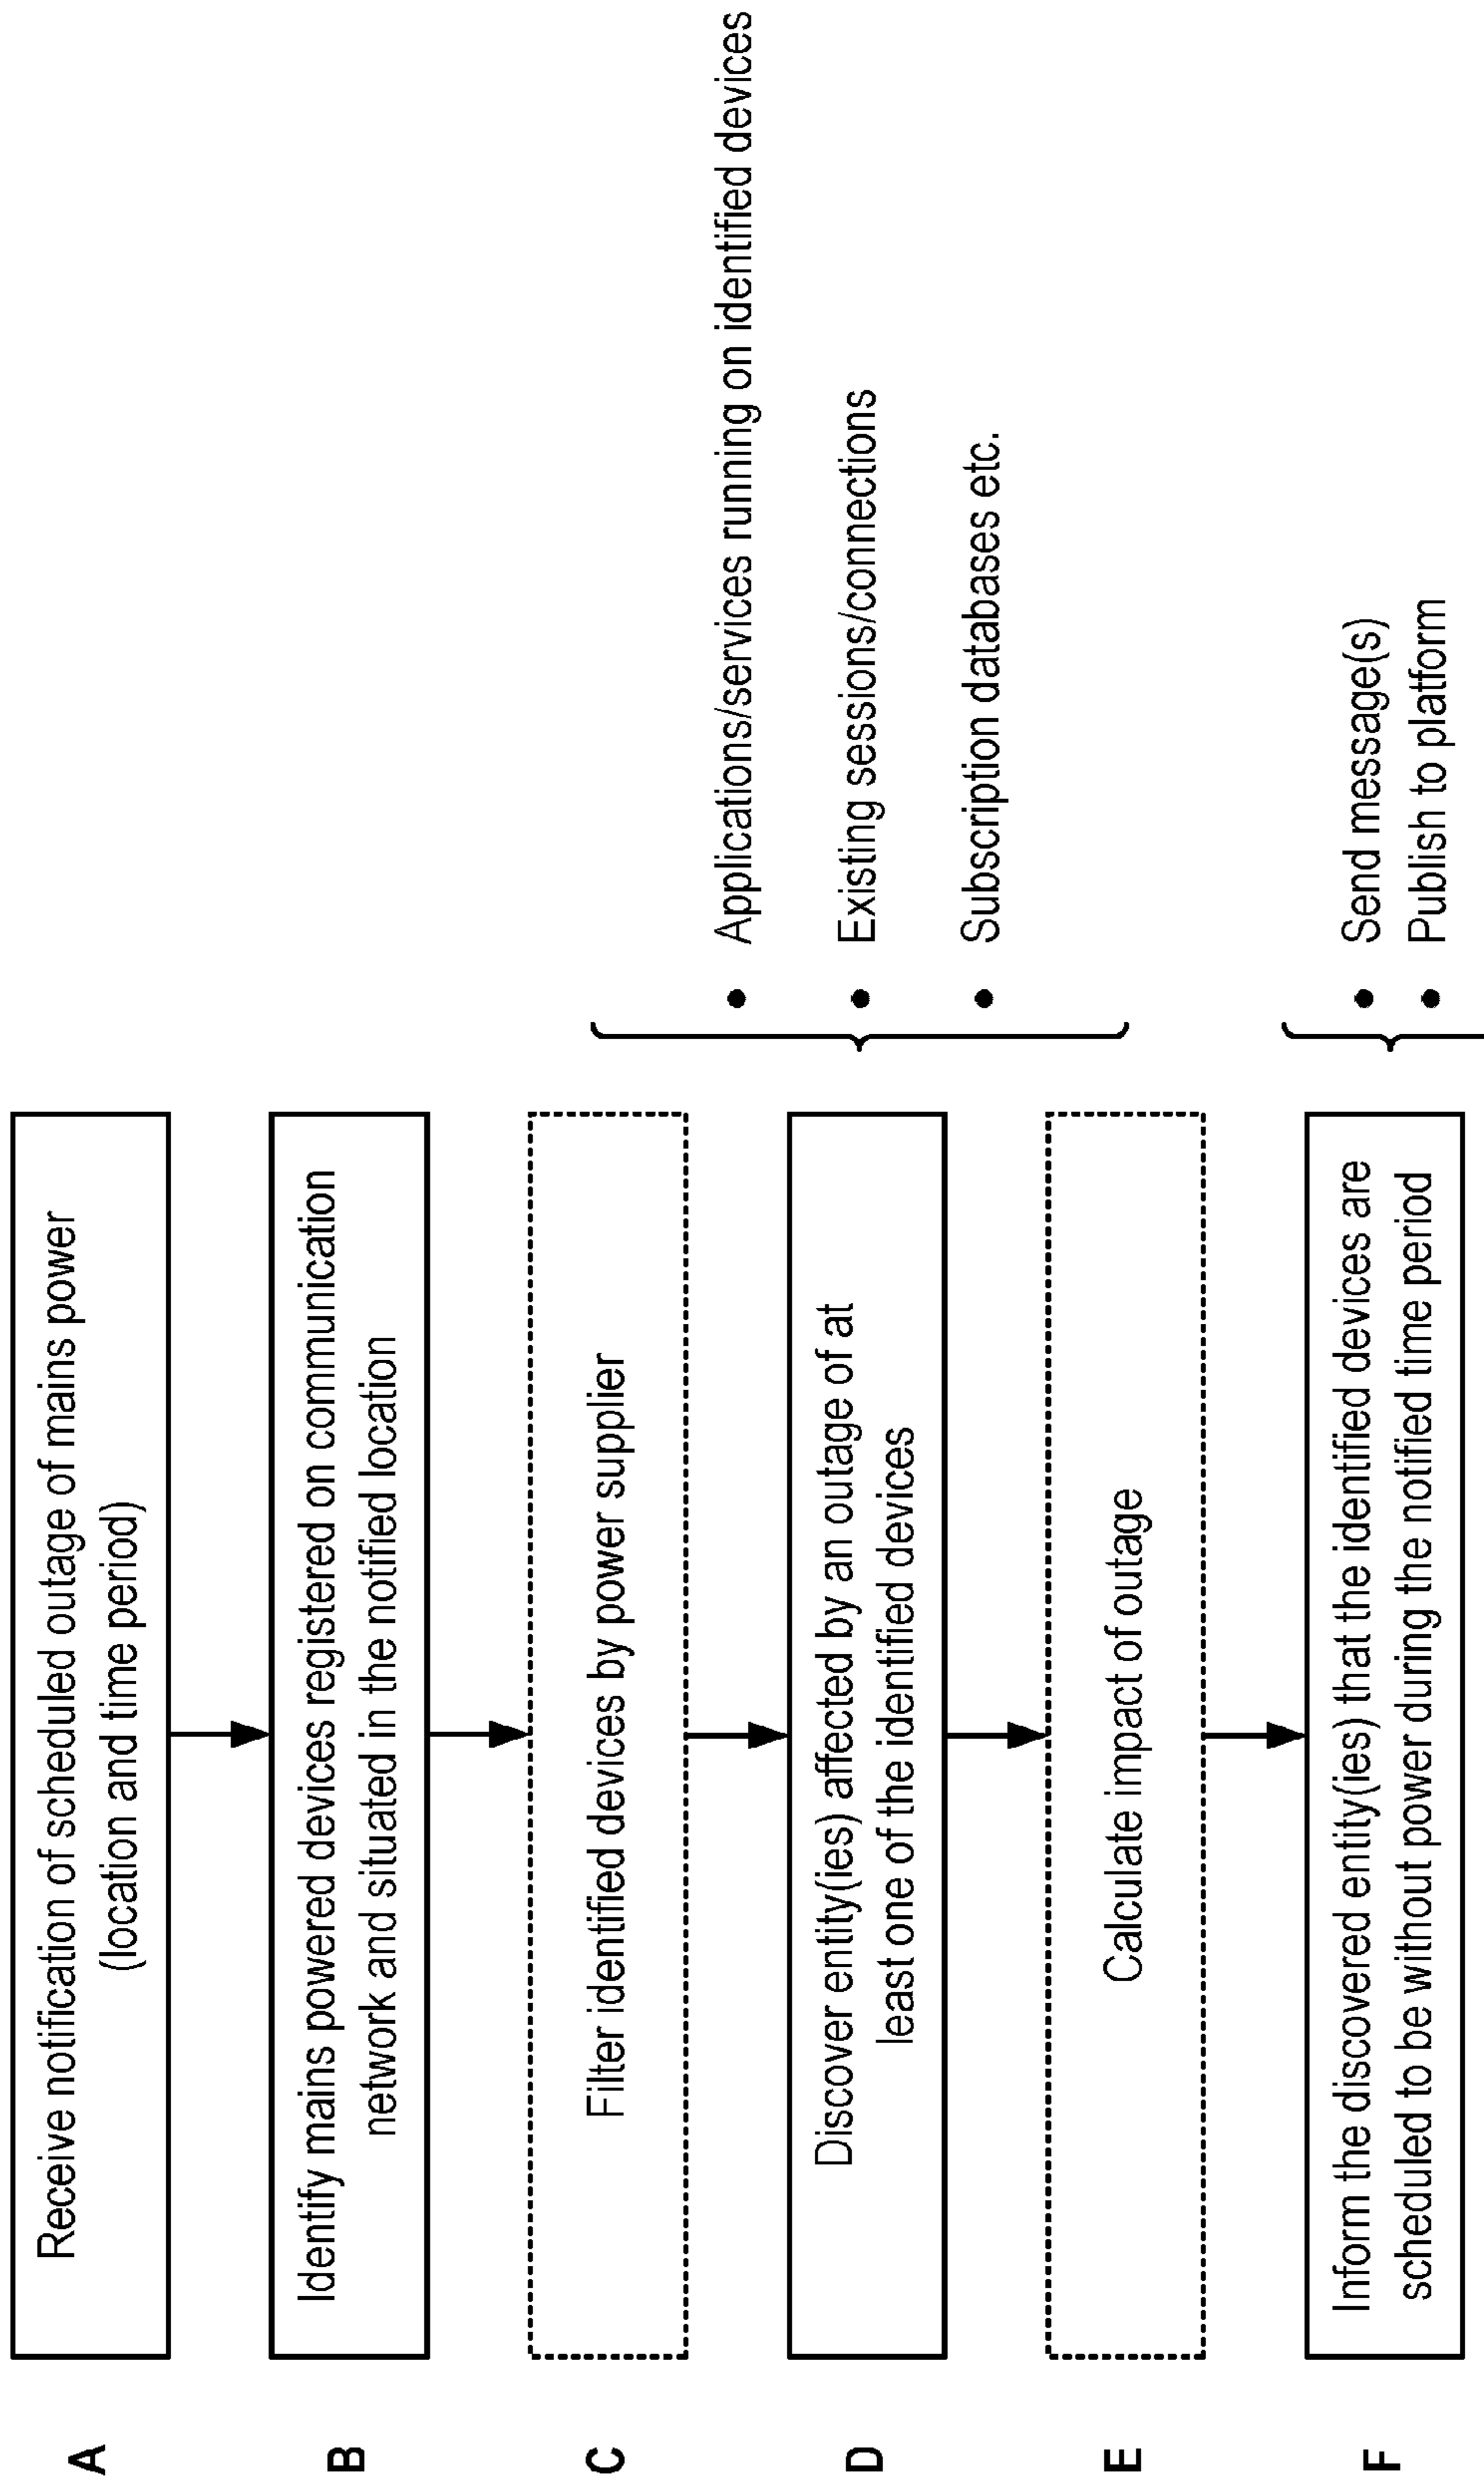 A
Receive notification of scheduled outage of mains power
(location and time period)
B
Identify mains powered devices registered on communication
network and situated in the notified location
C
Filter identified devices by power supplier
D
Discover entity(ies) affected by an outage of at
least one of the identified devices
• Applications/services running on identified devices
• Existing sessions/connections
• Subscription databases etc.
E
Calculate impact of outage
F
Inform the discovered entity(ies) that the identified devices are
scheduled to be without power during the notified time period
• Send message(s)
• Publish to platform